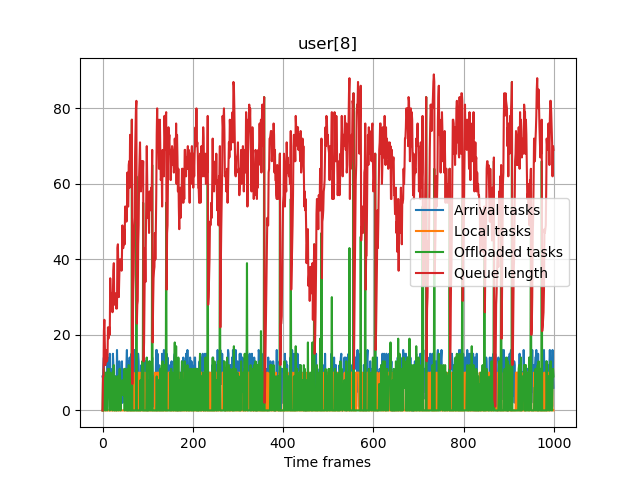 user[8]
80
60
40
20
0
Arrival tasks
Local tasks
Offloaded tasks
Queue length
0 200 400 600 800 1000
Time frames